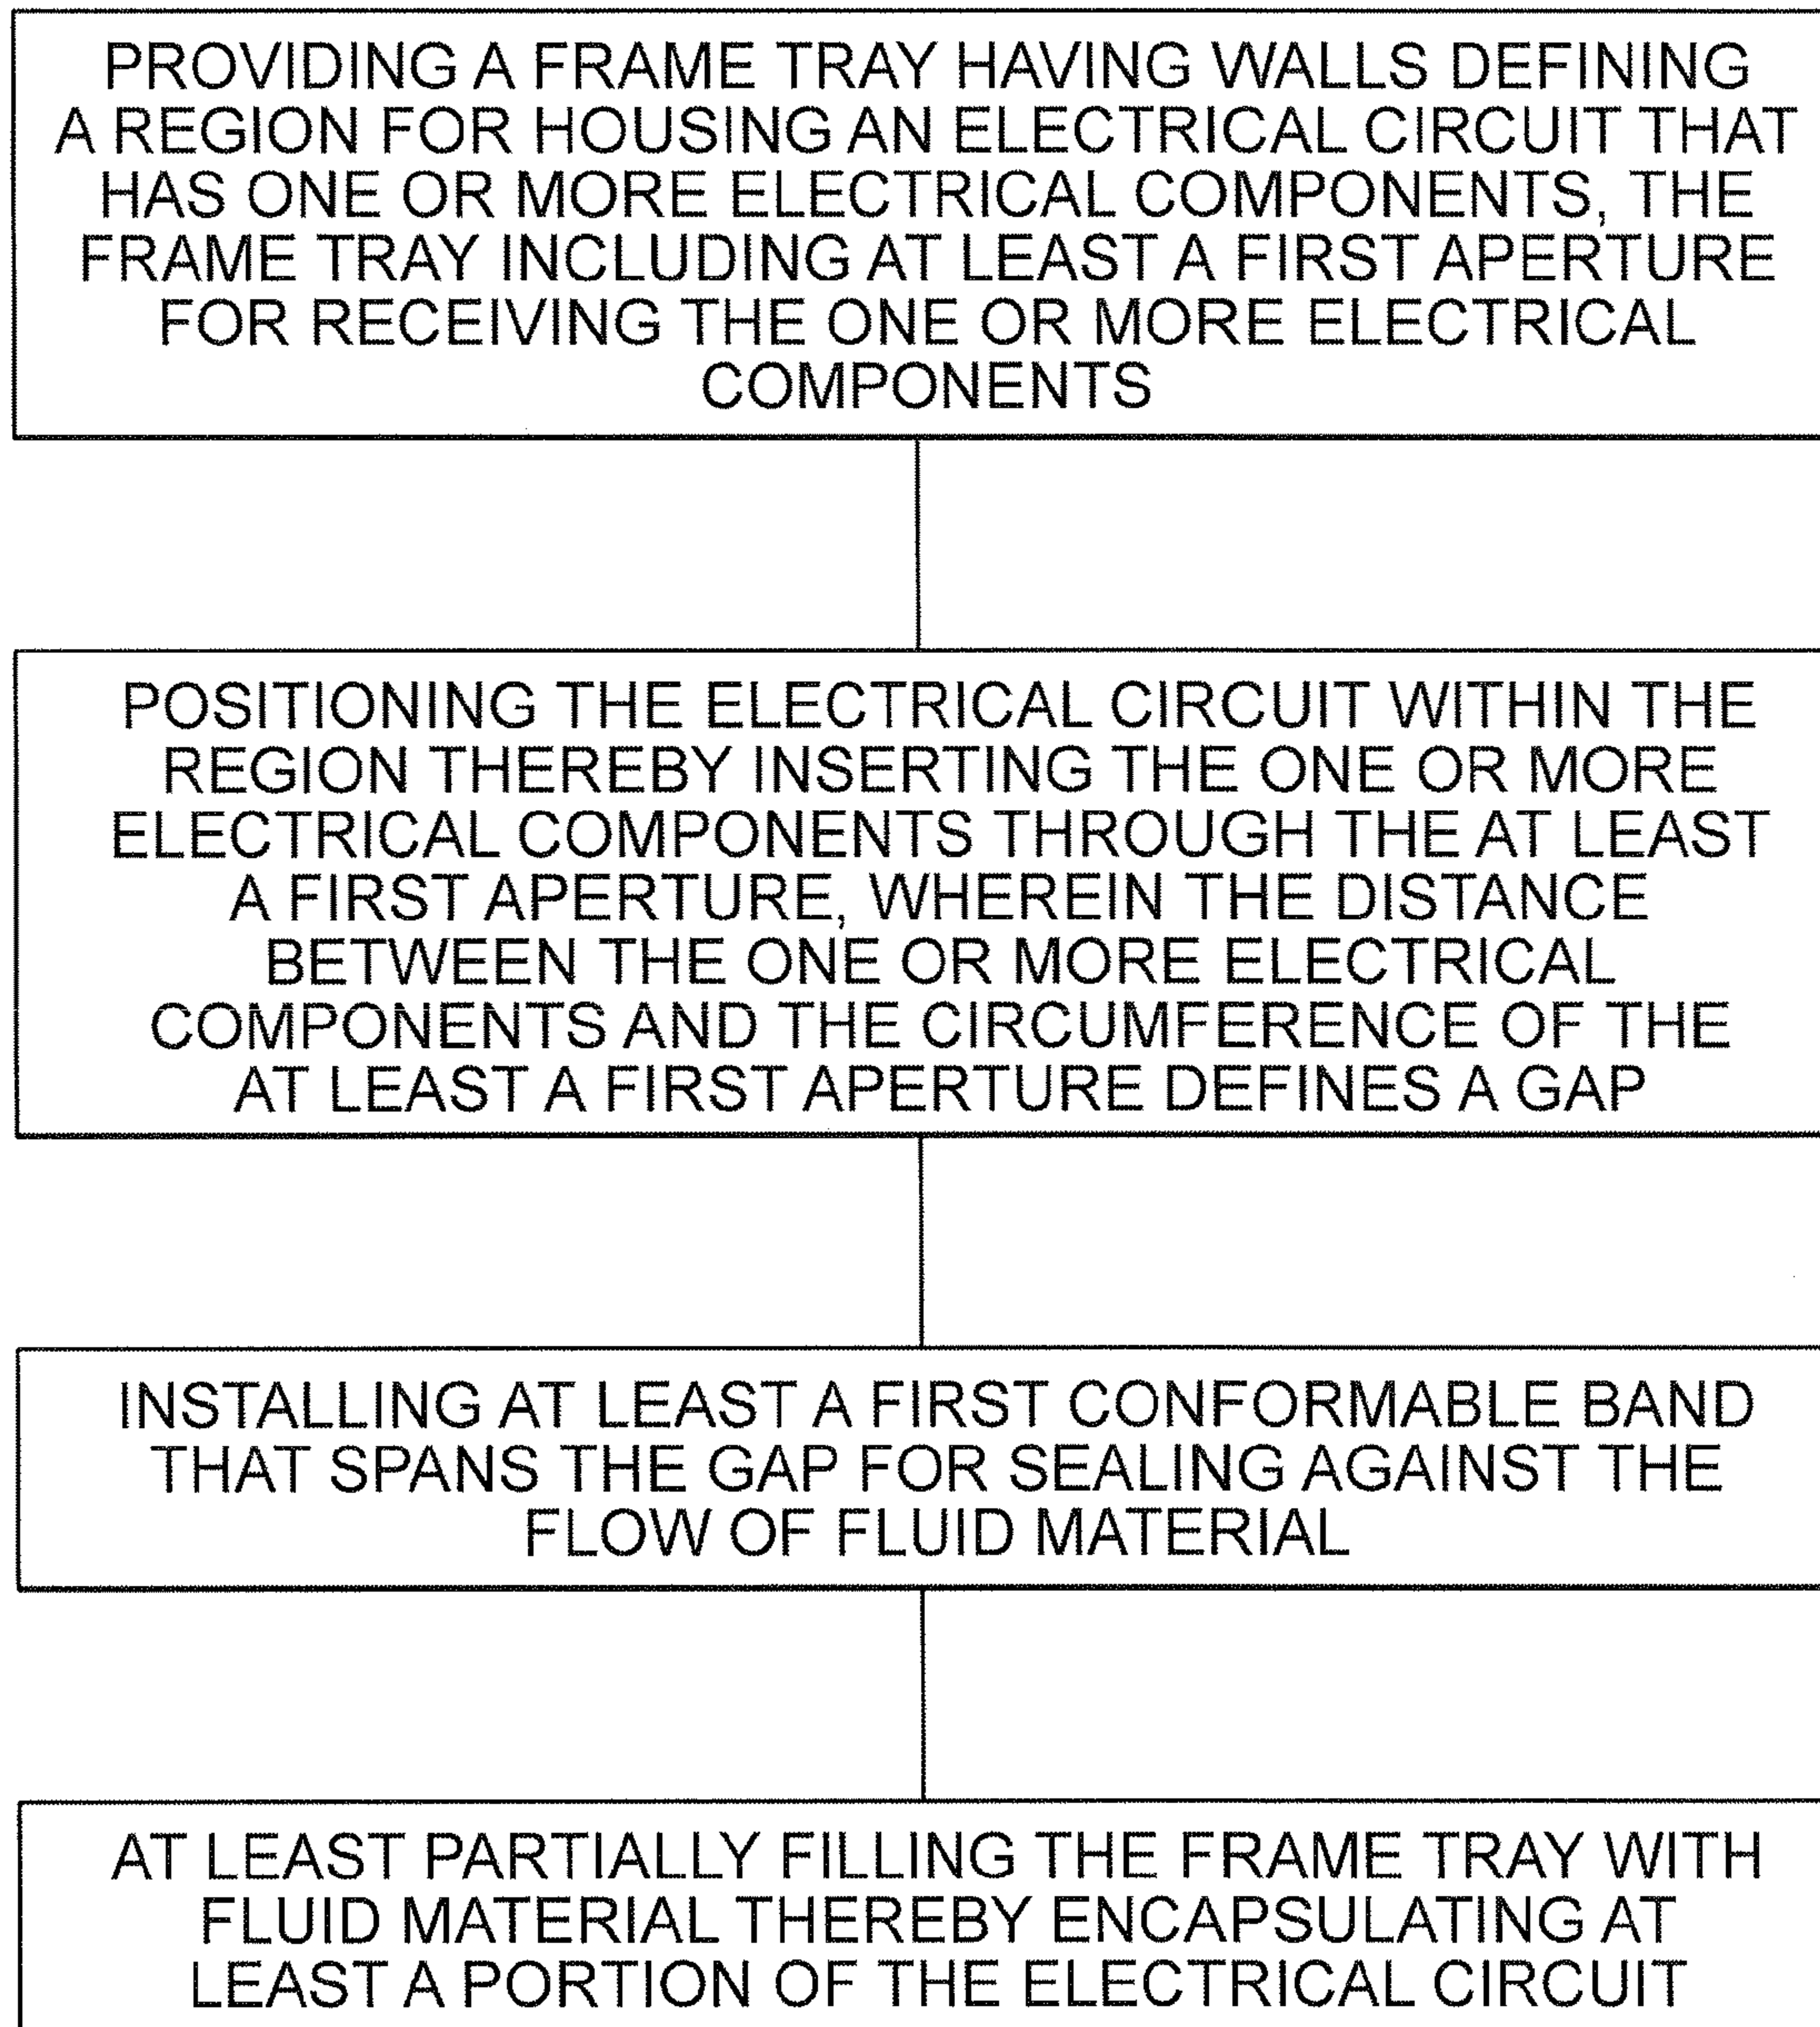 PROVIDING A FRAME TRAY HAVING WALLS DEFINING
A REGION FOR HOUSING AN ELECTRICAL CIRCUIT THAT
HAS ONE OR MORE ELECTRICAL COMPONENTS, THE
FRAME TRAY INCLUDING AT LEAST A FIRST APERTURE
FOR RECEIVING THE ONE OR MORE ELECTRICAL
COMPONENTS
POSITIONING THE ELECTRICAL CIRCUIT WITHIN THE
REGION THEREBY INSERTING THE ONE OR MORE
ELECTRICAL COMPONENTS THROUGH THE AT LEAST
A FIRST APERTURE, WHEREIN THE DISTANCE
BETWEEN THE ONE OR MORE ELECTRICAL
COMPONENTS AND THE CIRCUMFERENCE OF THE
AT LEAST A FIRST APERTURE DEFINES A GAP
INSTALLING AT LEAST A FIRST CONFORMABLE BAND
THAT SPANS THE GAP FOR SEALING AGAINST THE
FLOW OF FLUID MATERIAL
AT LEAST PARTIALLY FILLING THE FRAME TRAY WITH
FLUID MATERIAL THEREBY ENCAPSULATING AT
LEAST A PORTION OF THE ELECTRICAL CIRCUIT